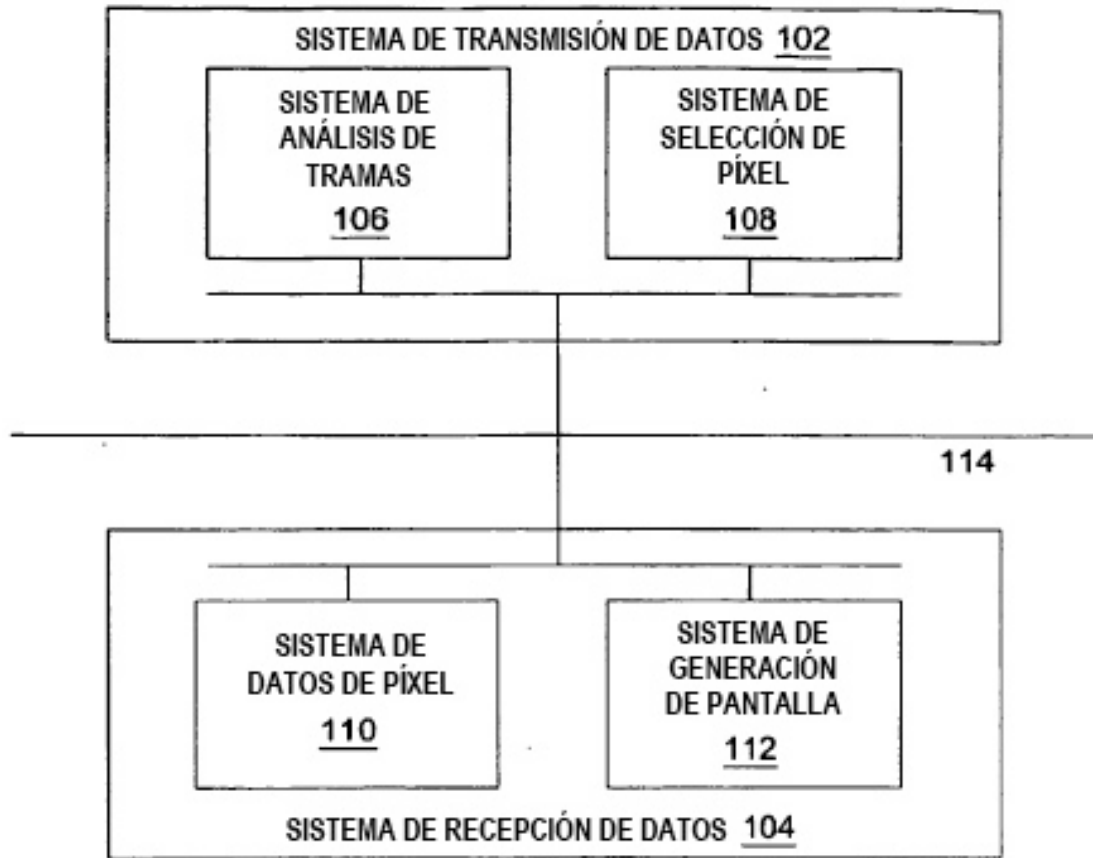 SISTEMA DE TRANSMISIÓN DE DATOS 102
SISTEMA DE
ANÁLISIS DE
TRAMAS
106
SISTEMA DE
SELECCIÓN DE
PÍXEL
108
114
SISTEMA DE
DATOS DE PÍXEL
110
SISTEMA DE
GENERACIÓN
DE PANTALLA
112
SISTEMA DE RECEPCIÓN DE DATOS 104